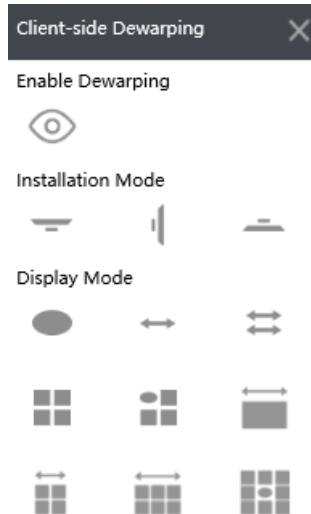 Client-side Dewarping
Enable Dewarping
Installation Mode
Display Mode